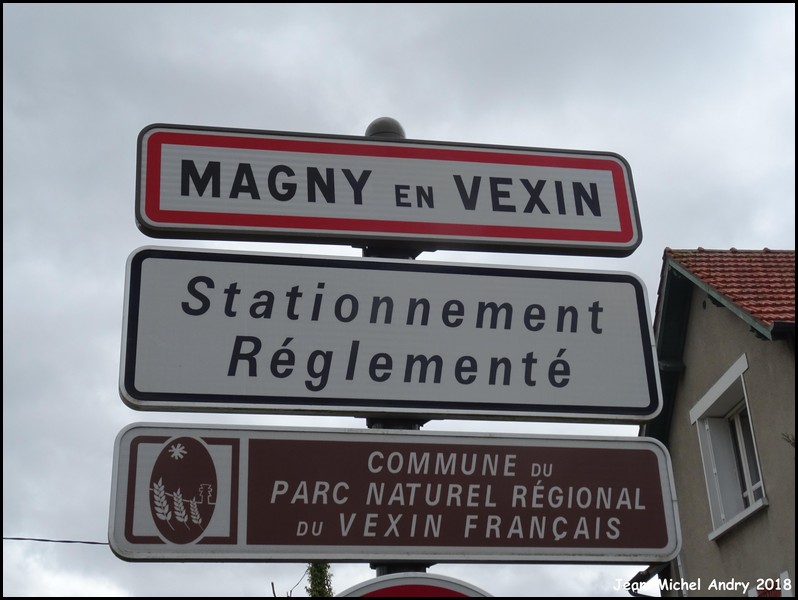 MAGNY EN VEXIN
Stationnement
Réglementé
COMMUNE DU
PARC NATUREL RÉGIONAL
DU VEXIN FRANÇAIS
Jean-Michel Andry 2018